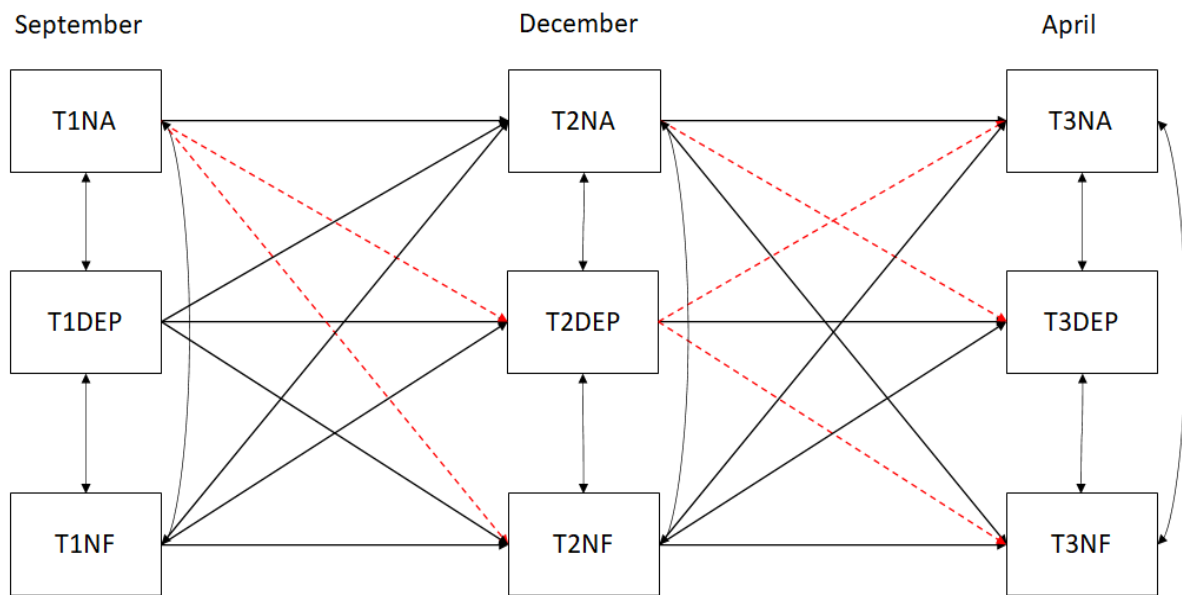 September
December
April
T1NA
T2NA
T3NA
T1DEP
T2DEP
T3DEP
T1NF
T2NF
T3NF